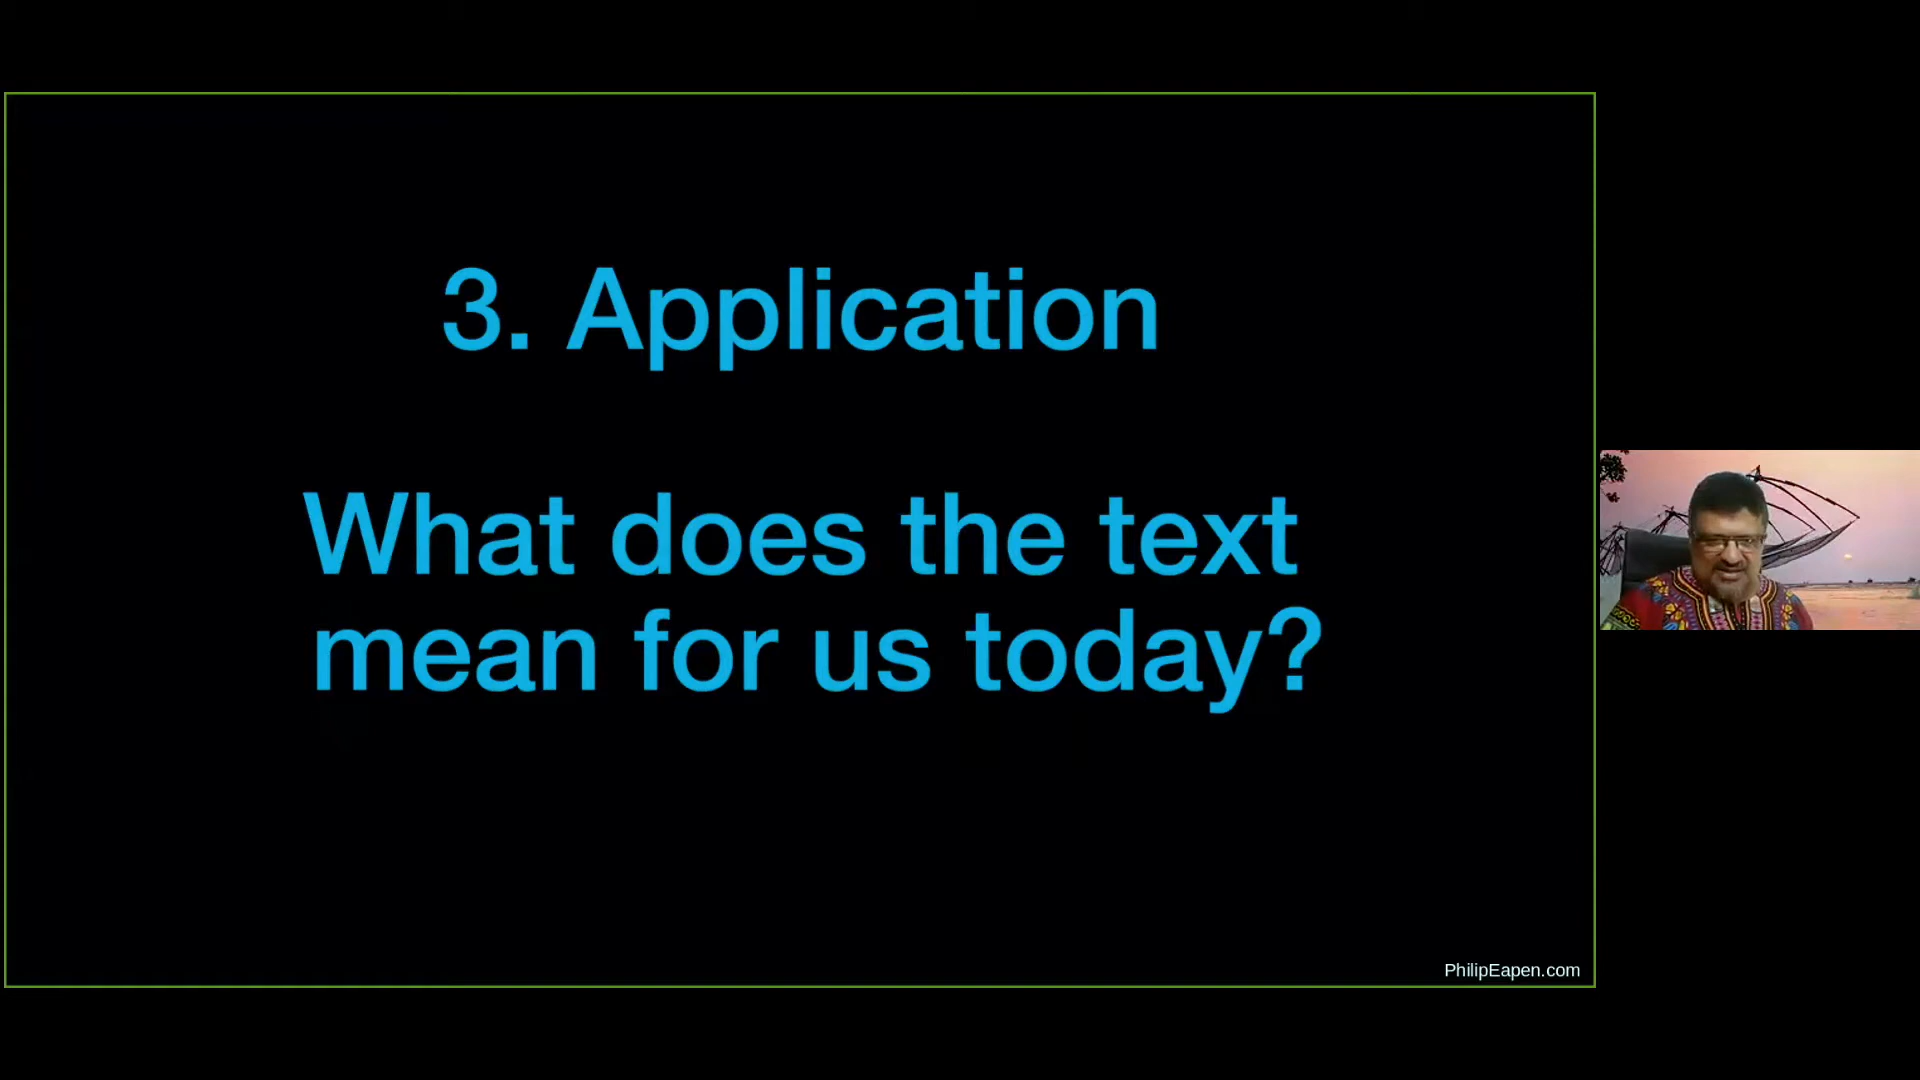 3. Application
What does the text
mean for us today?
PhilipEapen.com